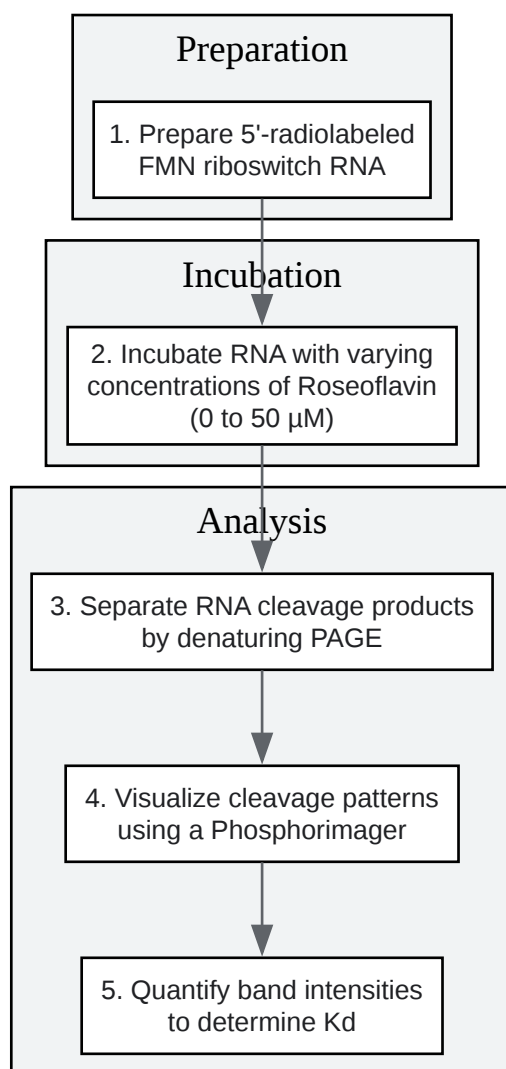 Preparation
1. Prepare 5'-radiolabeled
FMN riboswitch RNA
Incubation
2. Incubate RNA with varying
concentrations of Roseoflavin
(0 to 50 µM)
Analysis
3. Separate RNA cleavage products
by denaturing PAGE
4. Visualize cleavage patterns
using a Phosphorimager
5. Quantify band intensities
to determine Kd